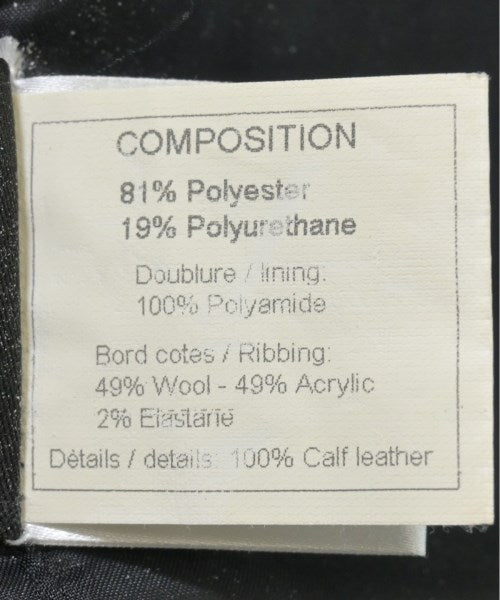 COMPOSITION
81% Polyester
19% Polyurethane
Doublure / lining:
100% Polyamide
Bord cotes / Ribbing:
49% Wool - 49% Acrylic
2% Elastane
Détails / details: 100% Calf leather